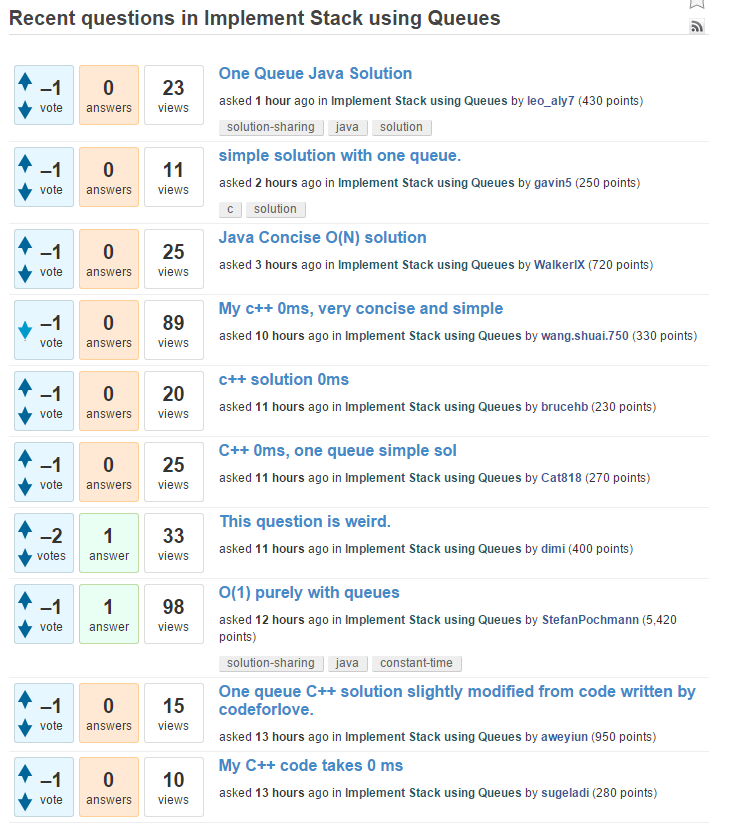 Recent questions in Implement Stack using Queues
–1 0 23
vote answers views
One Queue Java Solution
asked 1 hour ago in Implement Stack using Queues by leo_aly7 (430 points)
solution-sharing java solution
–1 0 11
vote answers views
simple solution with one queue.
asked 2 hours ago in Implement Stack using Queues by gavin5 (250 points)
c solution
–1 0 25
vote answers views
Java Concise O(N) solution
asked 3 hours ago in Implement Stack using Queues by WalkerIX (720 points)
–1 0 89
vote answers views
My c++ 0ms, very concise and simple
asked 10 hours ago in Implement Stack using Queues by wang.shuai.750 (330 points)
–1 0 20
vote answers views
c++ solution 0ms
asked 11 hours ago in Implement Stack using Queues by brucehb (230 points)
–1 0 25
vote answers views
C++ 0ms, one queue simple sol
asked 11 hours ago in Implement Stack using Queues by Cat818 (270 points)
–2 1 33
votes answer views
This question is weird.
asked 11 hours ago in Implement Stack using Queues by dimi (400 points)
–1 1 98
vote answer views
O(1) purely with queues
asked 12 hours ago in Implement Stack using Queues by StefanPochmann (5,420
points)
solution-sharing java constant-time
–1 0 15
vote answers views
One queue C++ solution slightly modified from code written by
codeforlove.
asked 13 hours ago in Implement Stack using Queues by aweyiun (950 points)
–1 0 10
vote answers views
My C++ code takes 0 ms
asked 13 hours ago in Implement Stack using Queues by sugeladi (280 points)